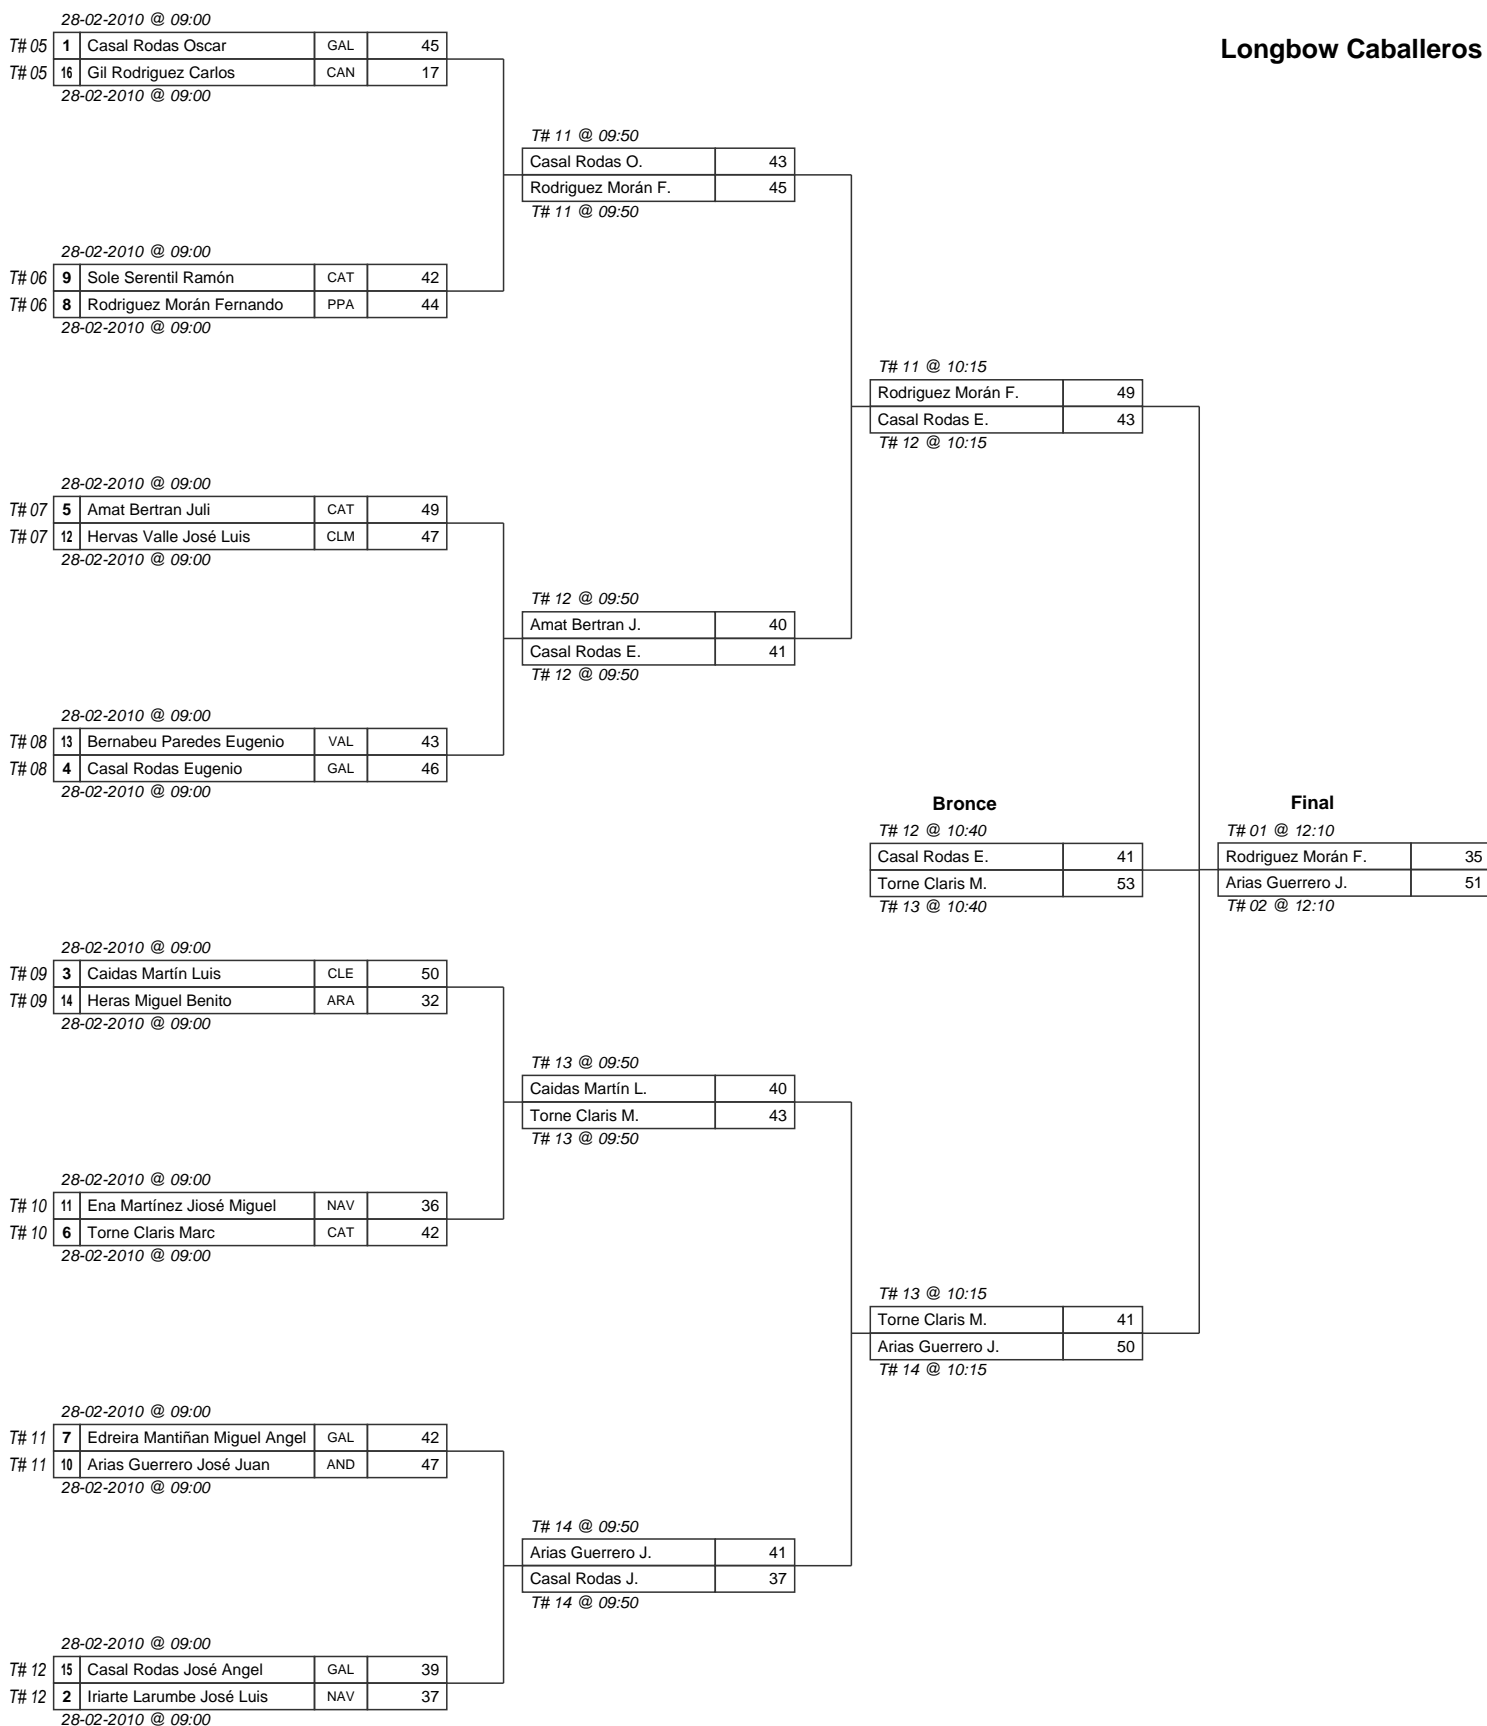 Longbow Caballeros
28-02-2010 @ 09:00
T# 05 1 Casal Rodas Oscar GAL 45
T# 05 16 Gil Rodriguez Carlos CAN 17
28-02-2010 @ 09:00
T# 11 @ 09:50
Casal Rodas O. 43
Rodriguez Morán F. 45
T# 11 @ 09:50
28-02-2010 @ 09:00
T# 06 9 Sole Serentil Ramón CAT 42
T# 06 8 Rodriguez Morán Fernando PPA 44
28-02-2010 @ 09:00
T# 11 @ 10:15
Rodriguez Morán F. 49
Casal Rodas E. 43
T# 12 @ 10:15
28-02-2010 @ 09:00
T# 07 5 Amat Bertran Juli CAT 49
T# 07 12 Hervas Valle José Luis CLM 47
28-02-2010 @ 09:00
T# 12 @ 09:50
Amat Bertran J. 40
Casal Rodas E. 41
T# 12 @ 09:50
28-02-2010 @ 09:00
T# 08 13 Bernabeu Paredes Eugenio VAL 43
T# 08 4 Casal Rodas Eugenio GAL 46
28-02-2010 @ 09:00
Bronce
T# 12 @ 10:40
Casal Rodas E. 41
Torne Claris M. 53
T# 13 @ 10:40
Final
T# 01 @ 12:10
Rodriguez Morán F. 35
Arias Guerrero J. 51
T# 02 @ 12:10
28-02-2010 @ 09:00
T# 09 3 Caidas Martín Luis CLE 50
T# 09 14 Heras Miguel Benito ARA 32
28-02-2010 @ 09:00
T# 13 @ 09:50
Caidas Martín L. 40
Torne Claris M. 43
T# 13 @ 09:50
28-02-2010 @ 09:00
T# 10 11 Ena Martínez Jiosé Miguel NAV 36
T# 10 6 Torne Claris Marc CAT 42
28-02-2010 @ 09:00
T# 13 @ 10:15
Torne Claris M. 41
Arias Guerrero J. 50
T# 14 @ 10:15
28-02-2010 @ 09:00
T# 11 7 Edreira Mantiñan Miguel Angel GAL 42
T# 11 10 Arias Guerrero José Juan AND 47
28-02-2010 @ 09:00
T# 14 @ 09:50
Arias Guerrero J. 41
Casal Rodas J. 37
T# 14 @ 09:50
28-02-2010 @ 09:00
T# 12 15 Casal Rodas José Angel GAL 39
T# 12 2 Iriarte Larumbe José Luis NAV 37
28-02-2010 @ 09:00